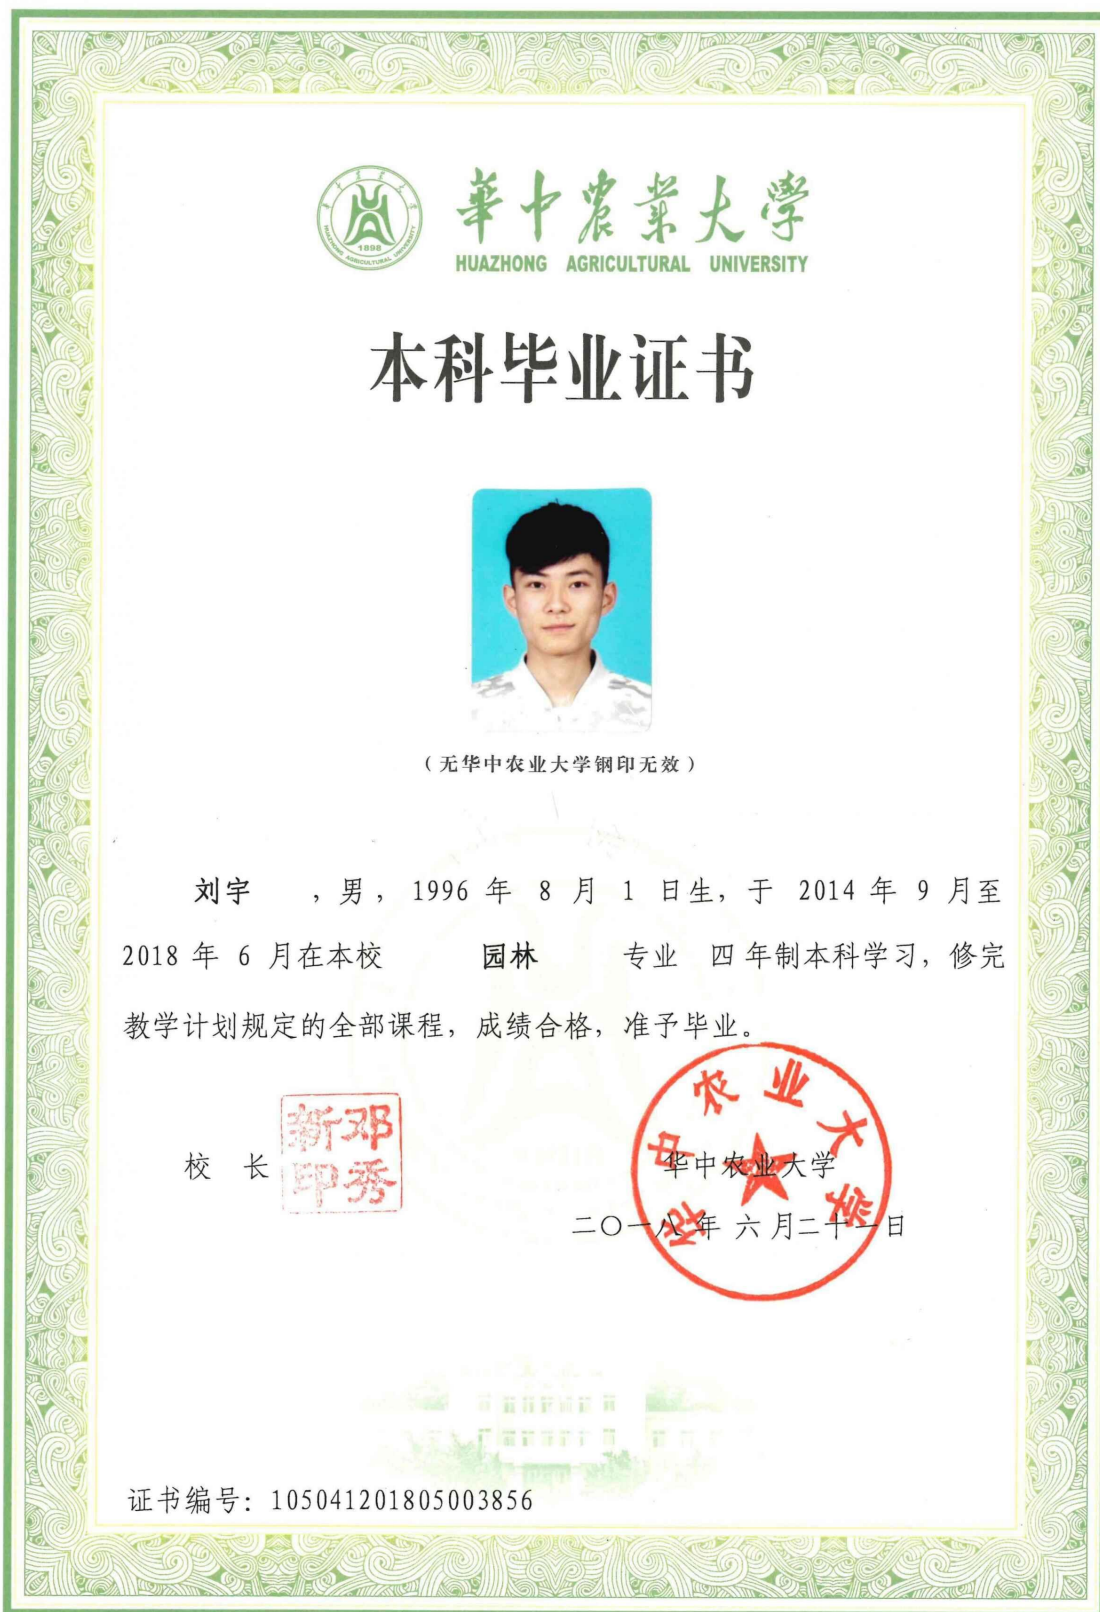 華中農業大學
HUAZHONG AGRICULTURAL UNIVERSITY
1898
HUAZHONG AGRICULTURAL UNIVERSITY
本科毕业证书
（无华中农业大学钢印无效）
刘宇 ，男， 1996 年 8 月 1 日生，于 2014 年 9 月至
2018 年 6 月在本校 园林 专业 四 年制本科学习，修完
教学计划规定的全部课程，成绩合格，准予毕业。
校 长
邓秀新印
华中农业大学
华中农业大学
二〇一八年 六 月二十一日
证书编号：105041201805003856